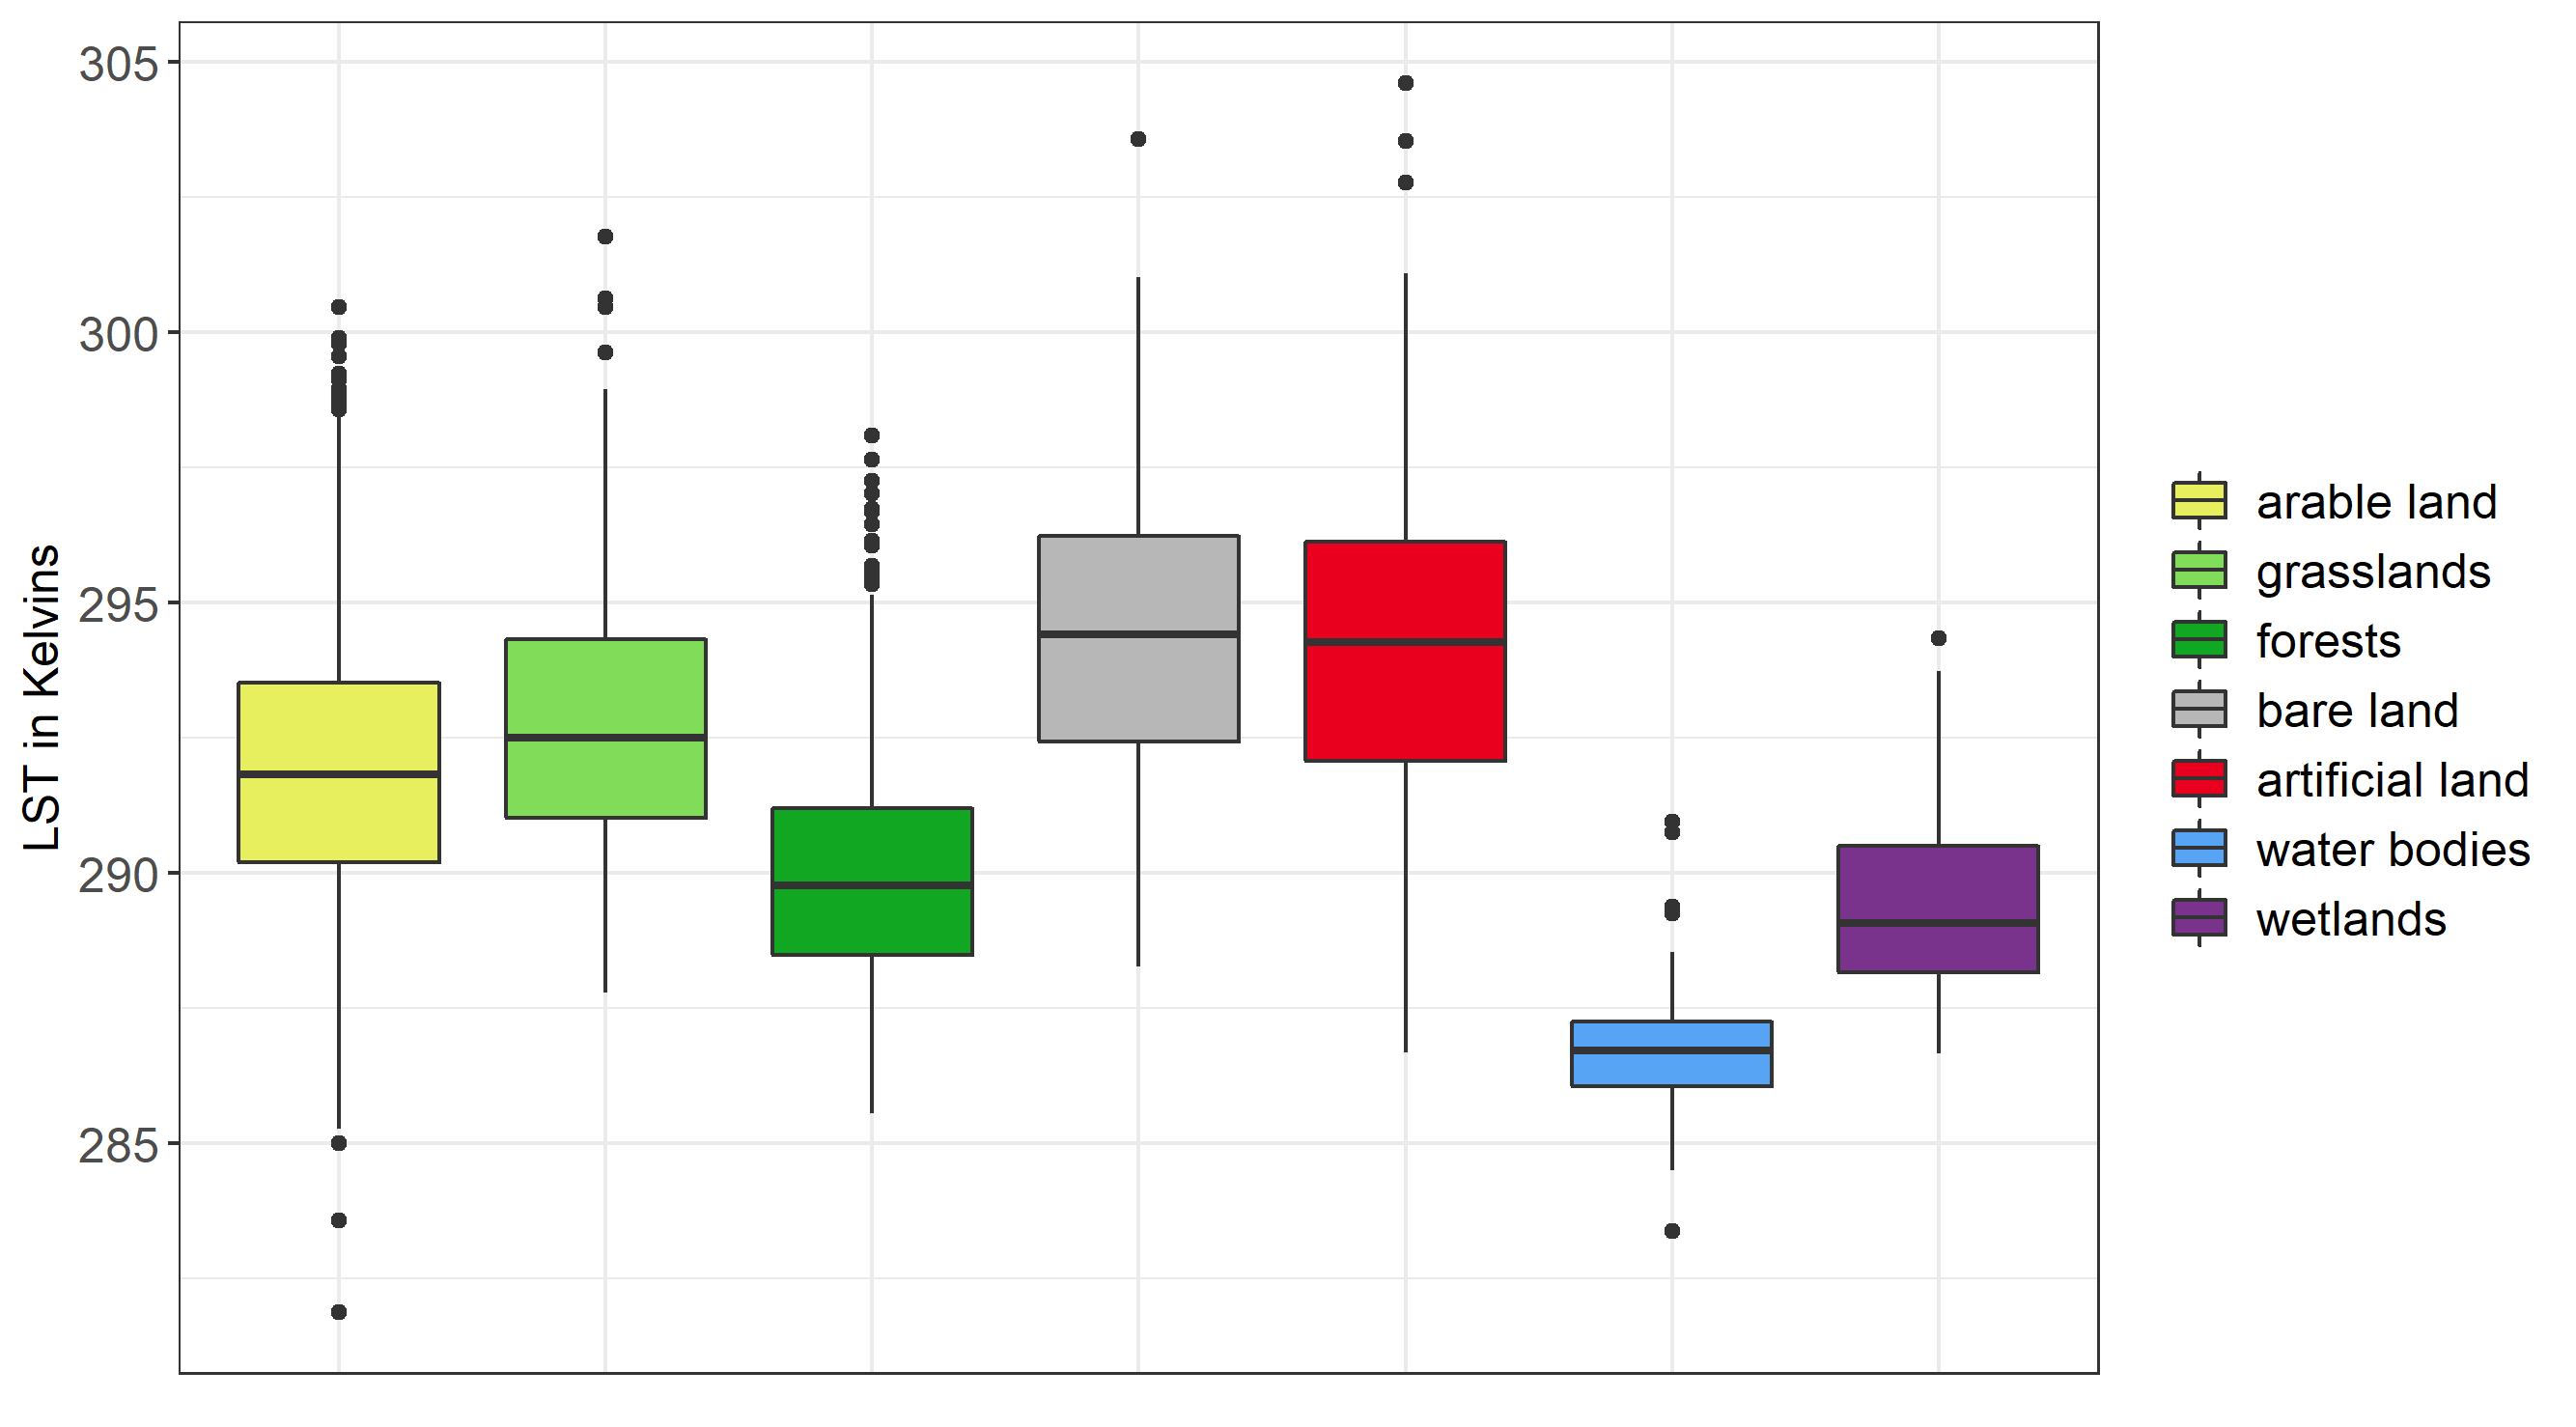 LST in Kelvins
305
300
295
290
285
arable land
grasslands
forests
bare land
artificial land
water bodies
wetlands